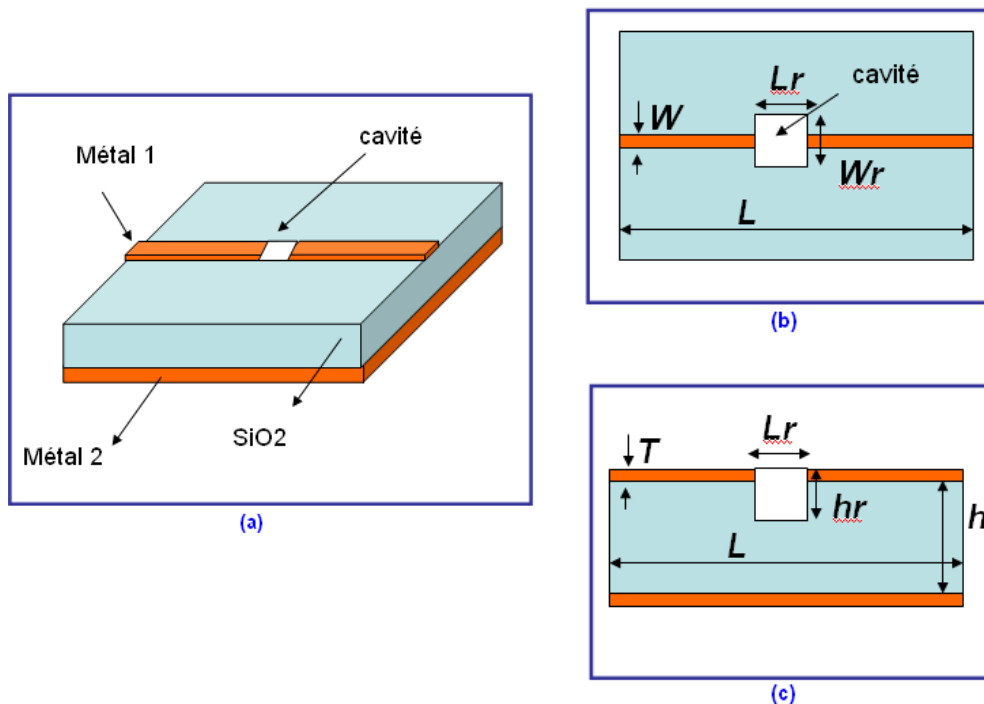 cavité
Métal 1
SiO2
Métal 2
(a)
cavité
Lr
W
Wr
L
(b)
Lr
T
hr
h
L
(c)